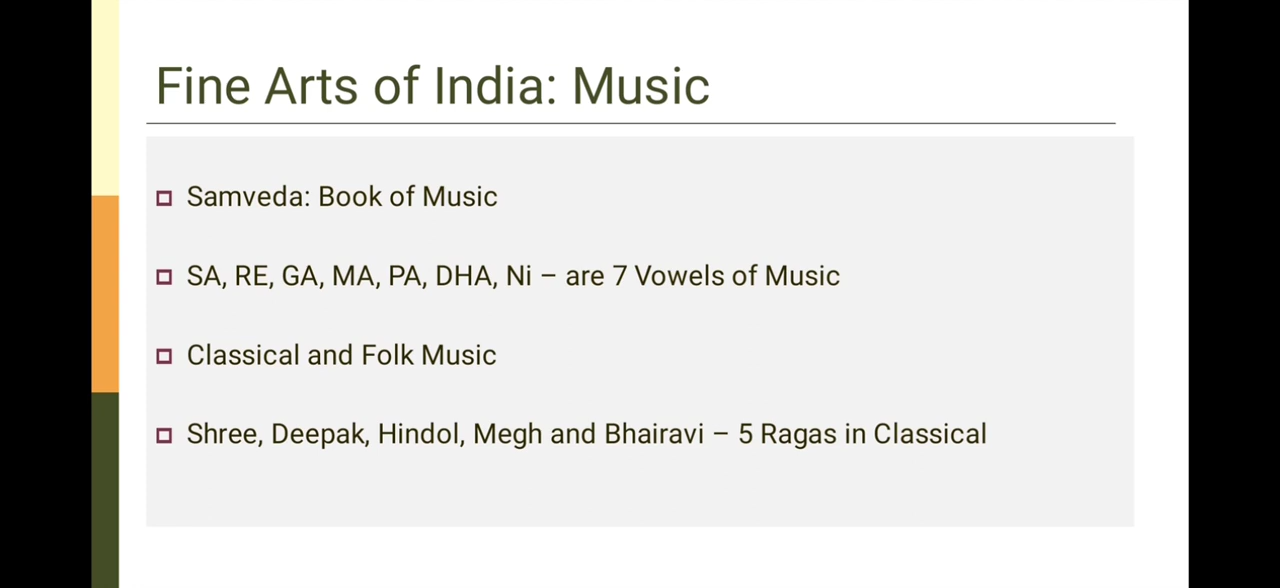 Fine Arts of India: Music
Samveda: Book of Music
SA, RE, GA, MA, PA, DHA, Ni – are 7 Vowels of Music
Classical and Folk Music
Shree, Deepak, Hindol, Megh and Bhairavi – 5 Ragas in Classical